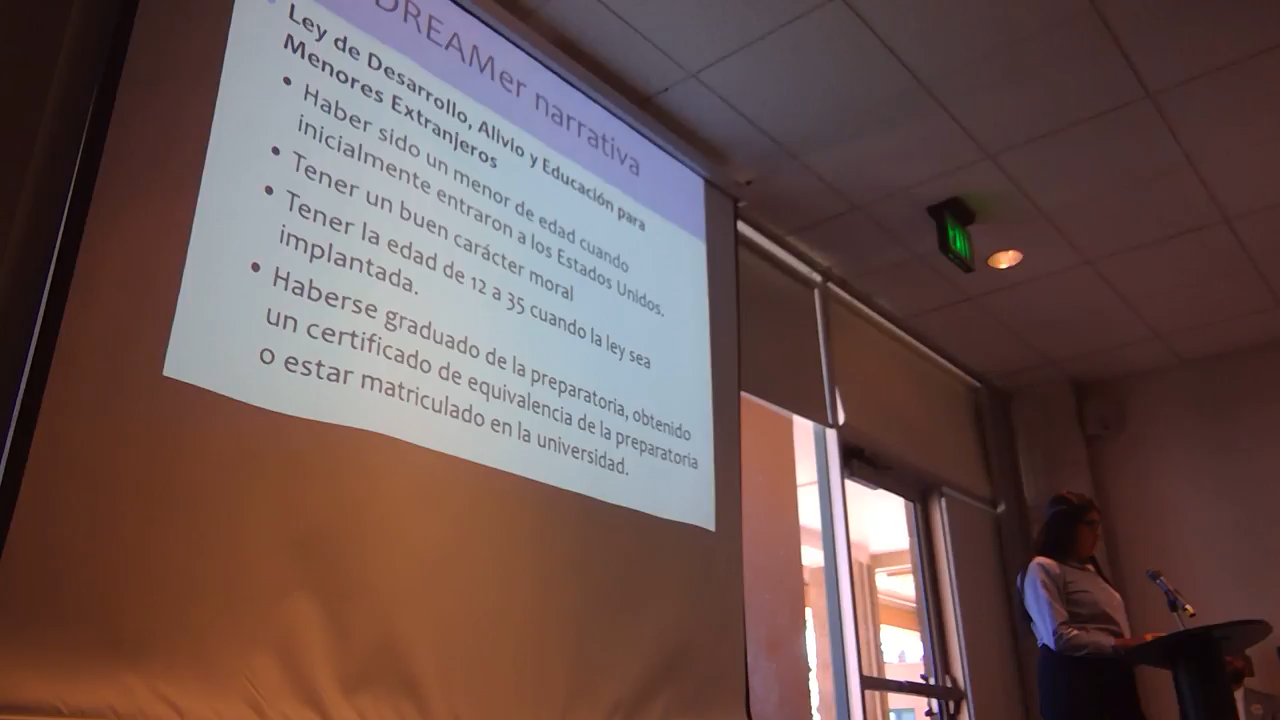 DREAMer narrativa
Ley de Desarrollo, Alivio y Educación para
Menores Extranjeros
• Haber sido un menor de edad cuando
inicialmente entraron a los Estados Unidos.
• Tener un buen carácter moral
• Tener la edad de 12 a 35 cuando la ley sea
implantada.
• Haberse graduado de la preparatoria, obtenido
un certificado de equivalencia de la preparatoria
o estar matriculado en la universidad.